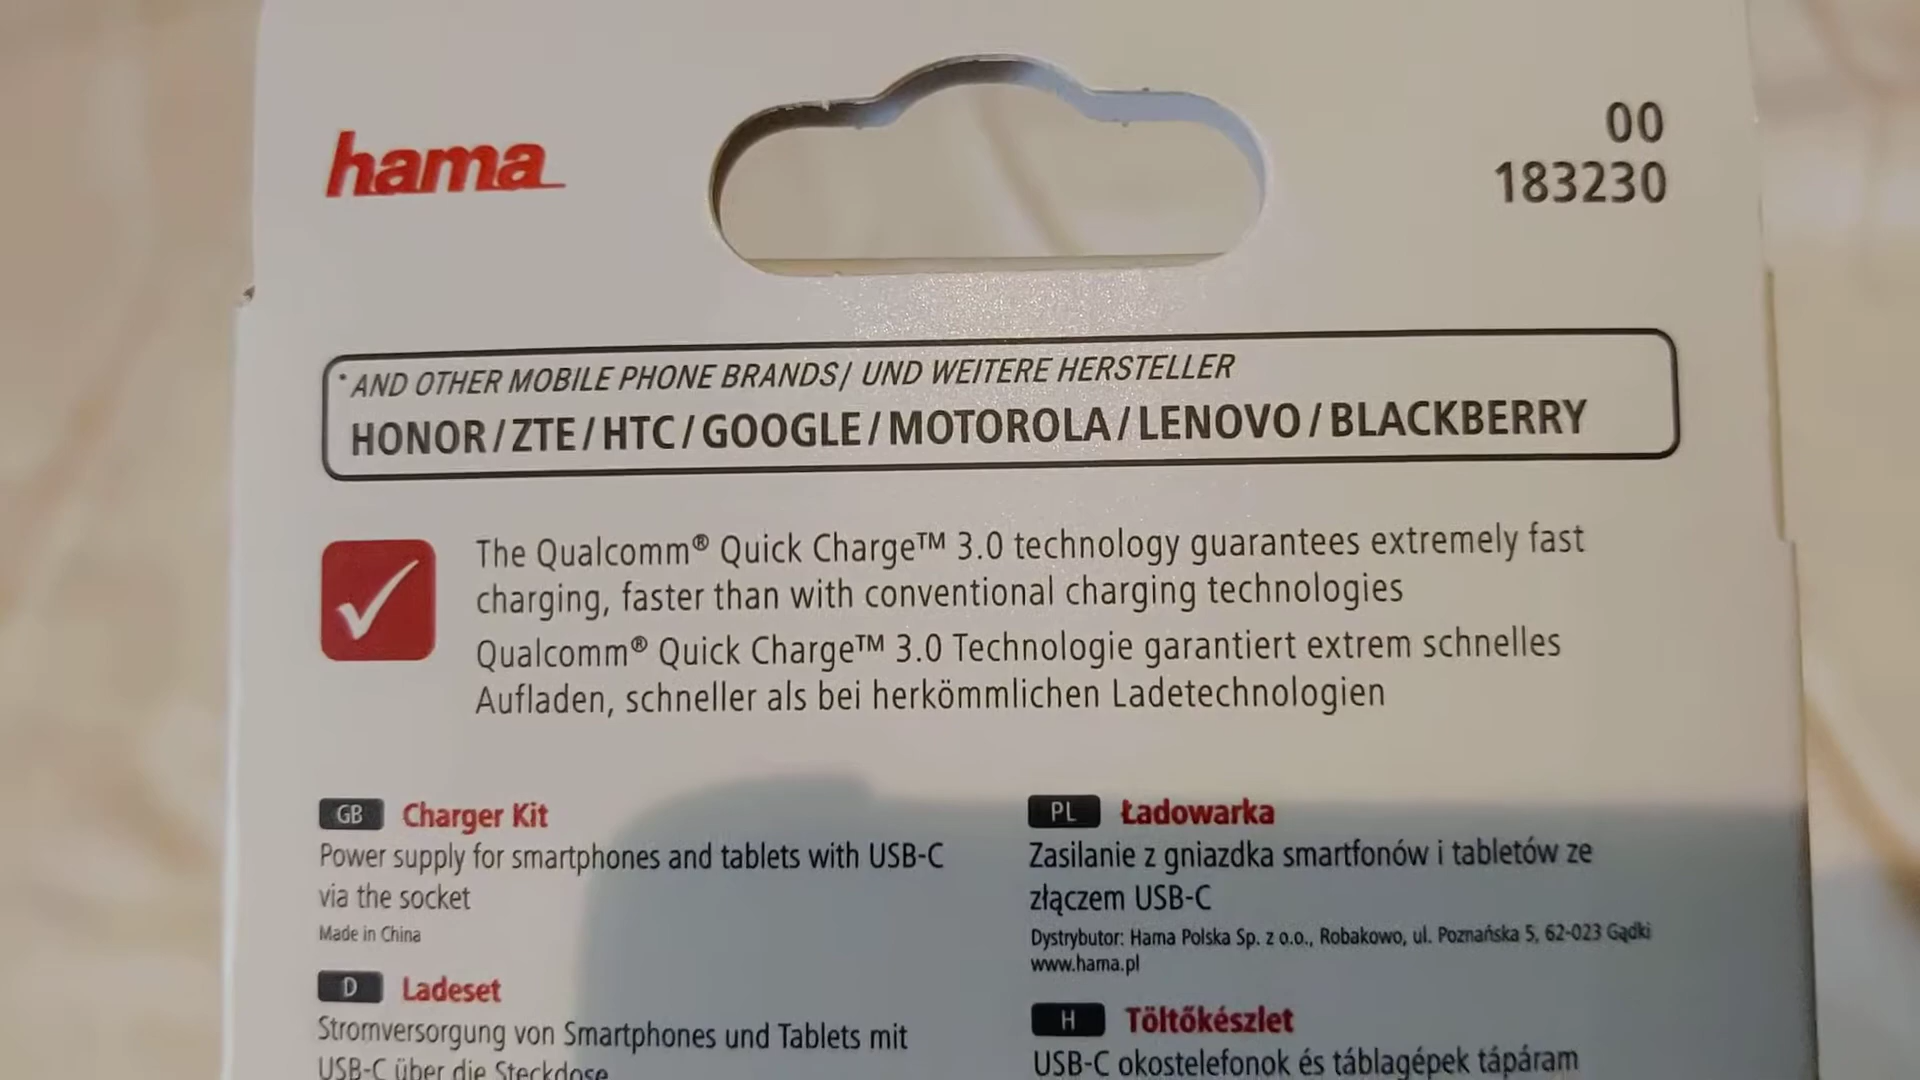 hama
00
183230
* AND OTHER MOBILE PHONE BRANDS/ UND WEITERE HERSTELLER
HONOR/ZTE/HTC/GOOGLE/MOTOROLA/LENOVO/BLACKBERRY
The Qualcomm® Quick Charge™ 3.0 technology guarantees extremely fast
charging, faster than with conventional charging technologies
Qualcomm® Quick Charge™ 3.0 Technologie garantiert extrem schnelles
Aufladen, schneller als bei herkömmlichen Ladetechnologien
GB Charger Kit
Power supply for smartphones and tablets with USB-C
via the socket
Made in China
D Ladeset
Stromversorgung von Smartphones und Tablets mit
USB-C über die Steckdose
PL Ładowarka
Zasilanie z gniazdka smartfonów i tabletów ze
złączem USB-C
Dystrybutor: Hama Polska Sp. z o.o., Robakowo, ul. Poznańska 5, 62-023 Gądki
www.hama.pl
H Töltőkészlet
USB-C okostelefonok és táblagépek tápáram